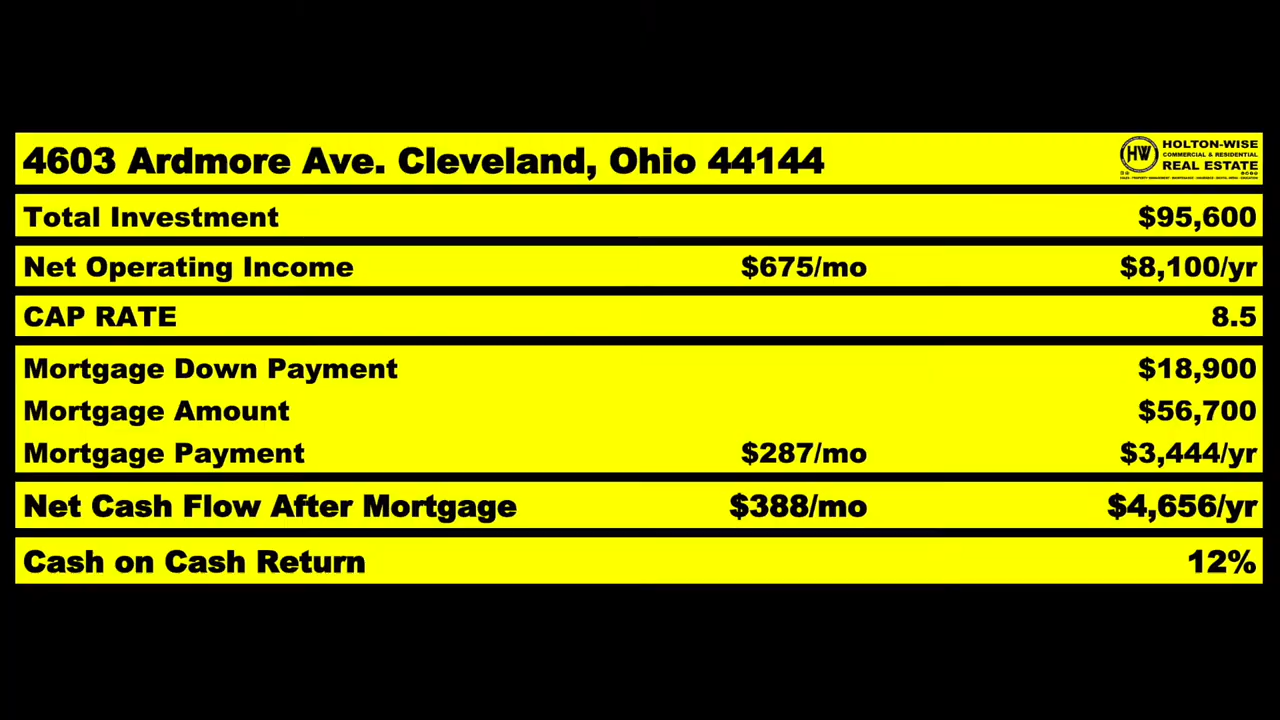 4603 Ardmore Ave. Cleveland, Ohio 44144
HW
HOLTON-WISE
COMMERCIAL & RESIDENTIAL
REAL ESTATE
Total Investment $95,600
Net Operating Income $675/mo $8,100/yr
CAP RATE 8.5
Mortgage Down Payment $18,900
Mortgage Amount $56,700
Mortgage Payment $287/mo $3,444/yr
Net Cash Flow After Mortgage $388/mo $4,656/yr
Cash on Cash Return 12%